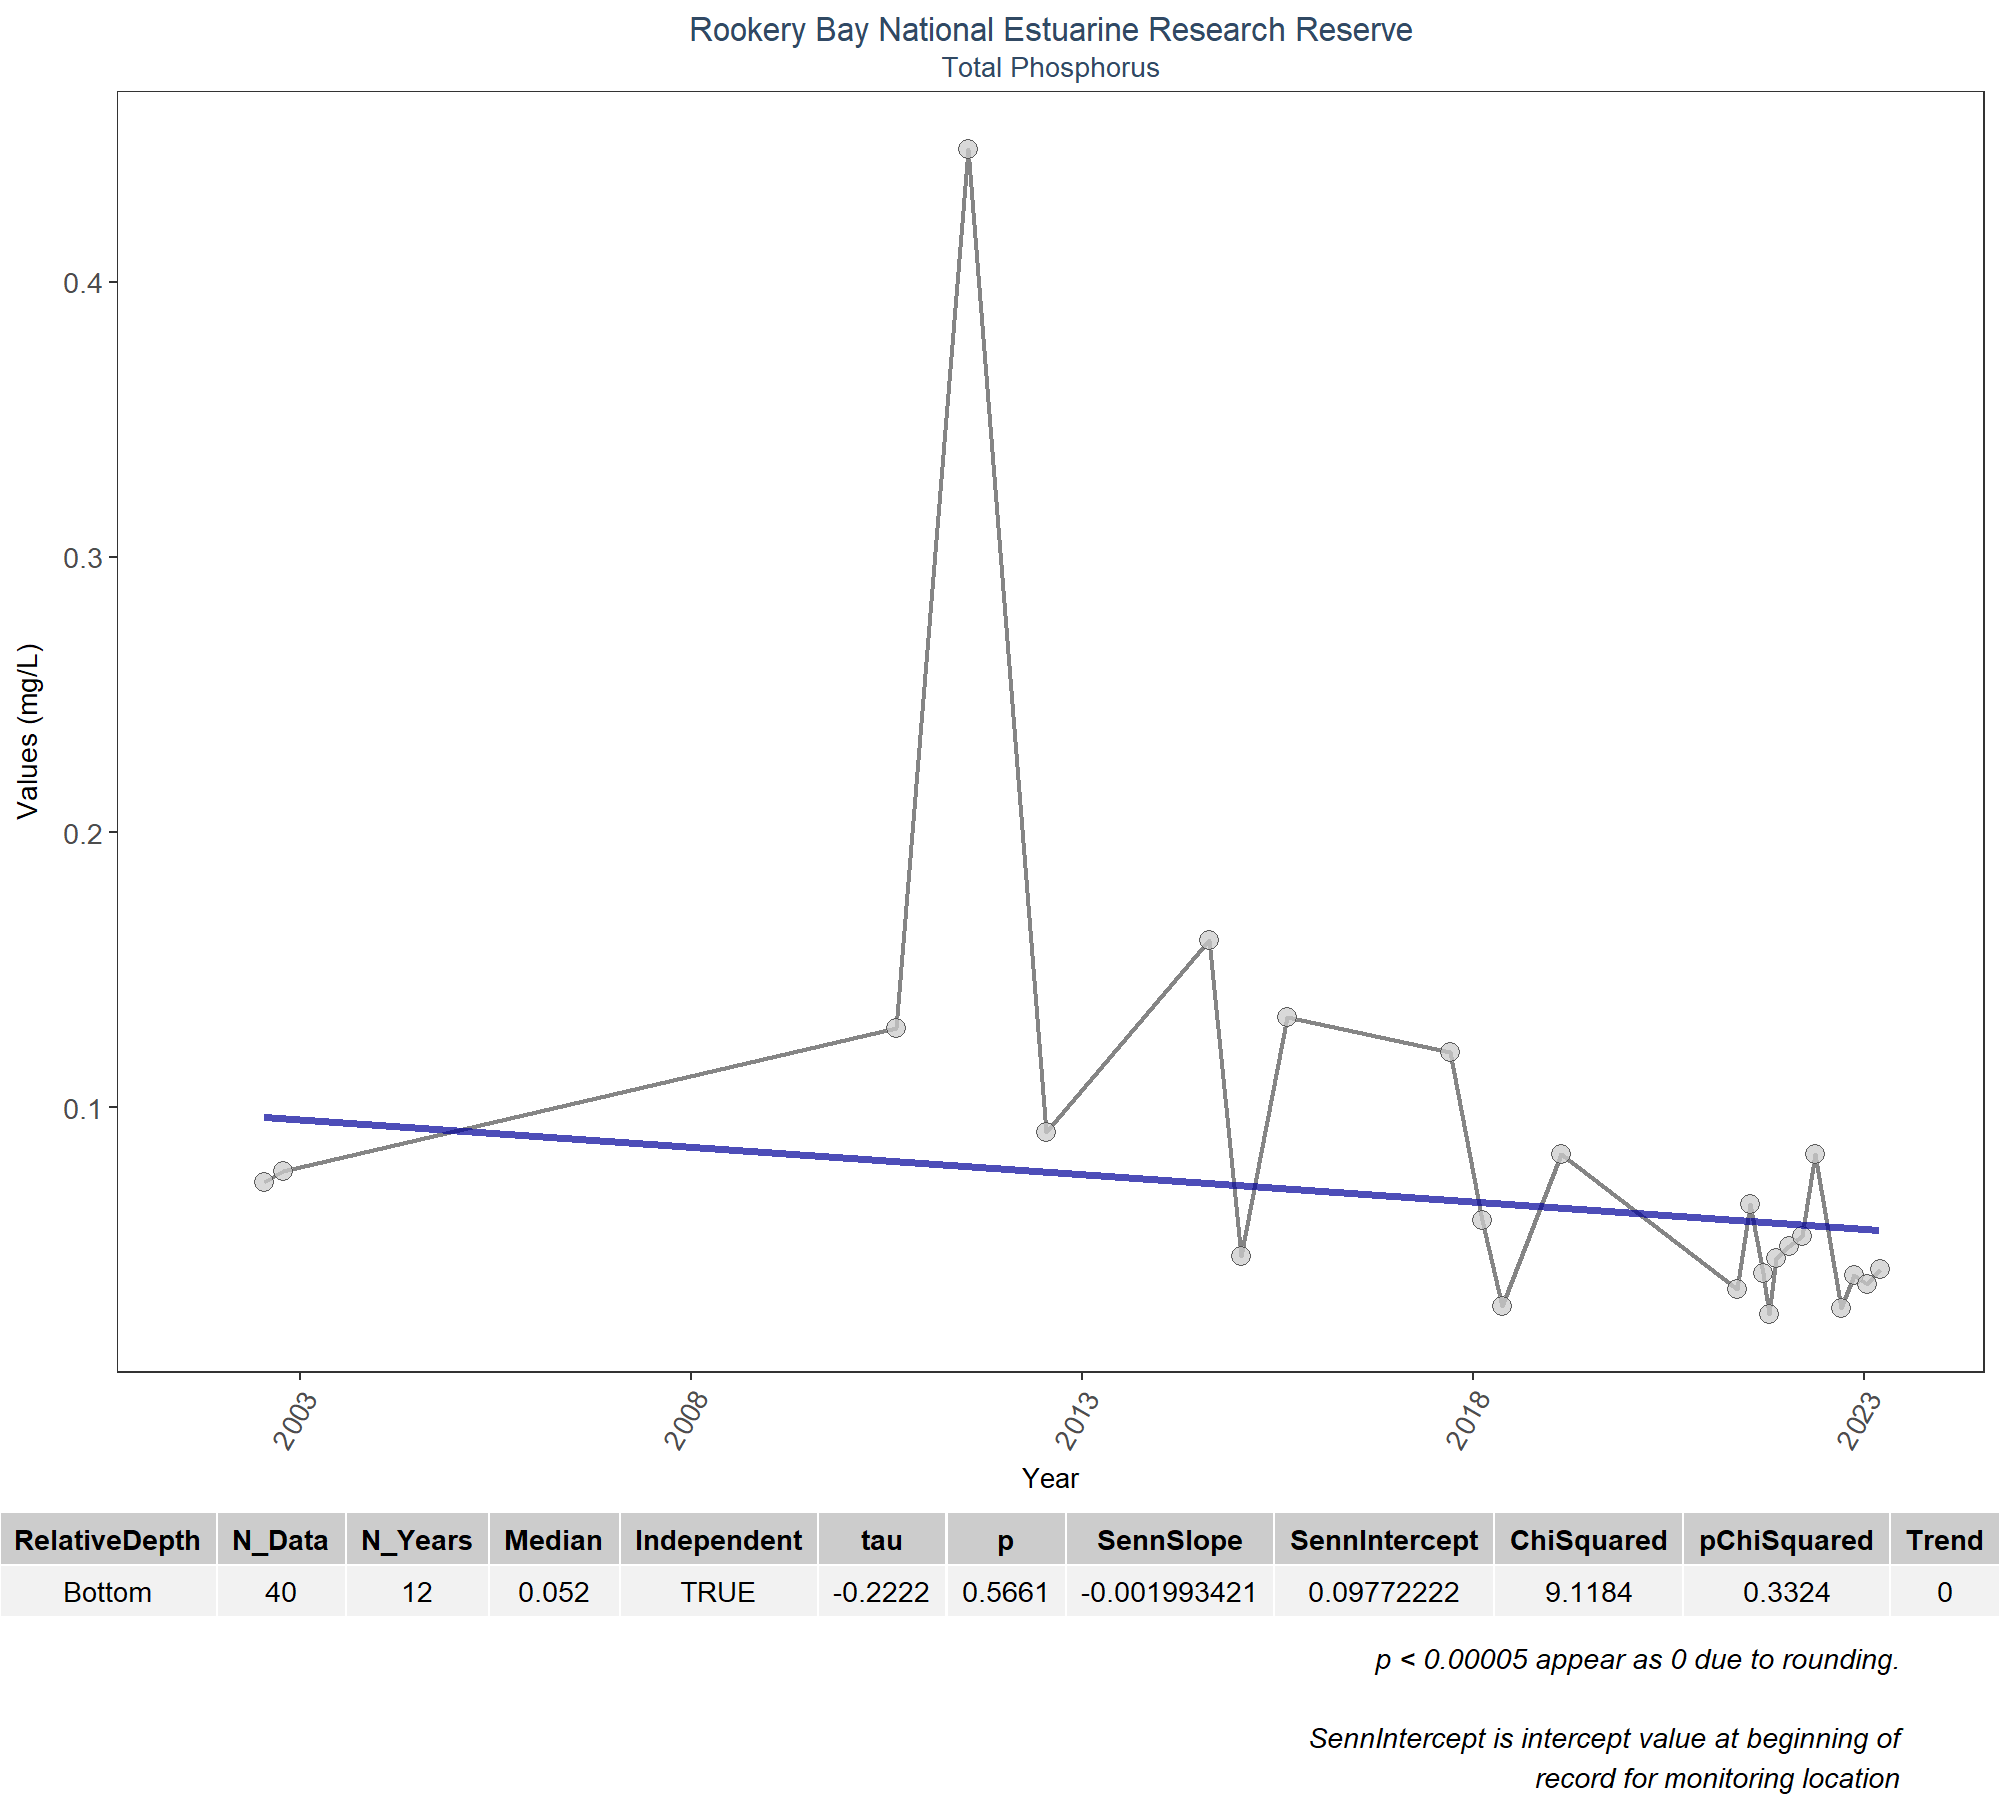 Rookery Bay National Estuarine Research Reserve
Total Phosphorus
Values (mg/L)
0.4
0.3
0.2
0.1
2003 2008 2013 2018 2023
Year
RelativeDepth N_Data N_Years Median Independent tau p SennSlope SennIntercept ChiSquared pChiSquared Trend
Bottom 40 12 0.052 TRUE -0.2222 0.5661 -0.001993421 0.09772222 9.1184 0.3324 0
p < 0.00005 appear as 0 due to rounding.
SennIntercept is intercept value at beginning of
record for monitoring location